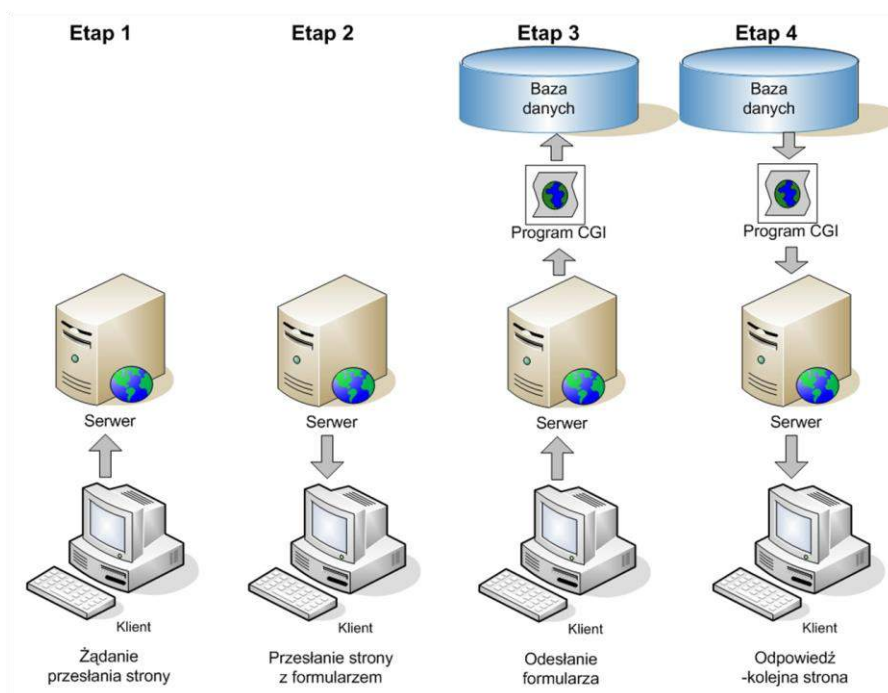 Etap 1
Etap 2
Etap 3
Etap 4
Baza
danych
Baza
danych
Program CGI
Program CGI
Serwer
Serwer
Serwer
Serwer
Klient
Klient
Klient
Klient
Żądanie
przesłania strony
Przesłanie strony
z formularzem
Odesłanie
formularza
Odpowiedź
-kolejna strona